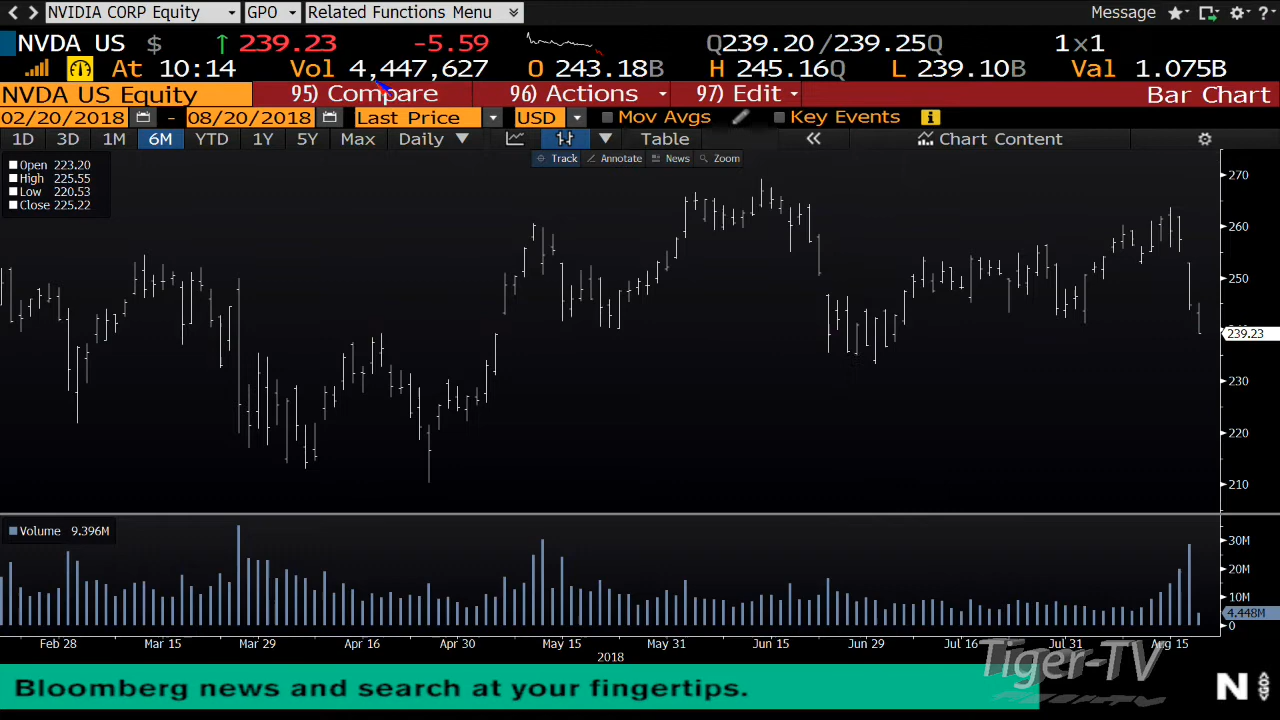 NVIDIA CORP Equity GPO Related Functions Menu Message ?
NVDA US $ ↑ 239.23 -5.59 Q239.20/239.25Q 1×1
At 10:14 Vol 4,447,627 O 243.18B H 245.16Q L 239.10B Val 1.075B
NVDA US Equity 95) Compare 96) Actions 97) Edit Bar Chart
02/20/2018 - 08/20/2018 Last Price USD Mov Avgs Key Events i
1D 3D 1M 6M YTD 1Y 5Y Max Daily Table « Chart Content
Track Annotate News Zoom
Open 223.20
High 225.55
Low 220.53
Close 225.22
270
260
250
239.23
230
220
210
Volume 9.396M
30M
20M
10M
4.448M
0
Feb 28 Mar 15 Mar 29 Apr 16 Apr 30 May 15 May 31 Jun 15 Jun 29 Jul 16 Jul 31 Aug 15
2018
Tiger-TV
Bloomberg news and search at your fingertips.
N